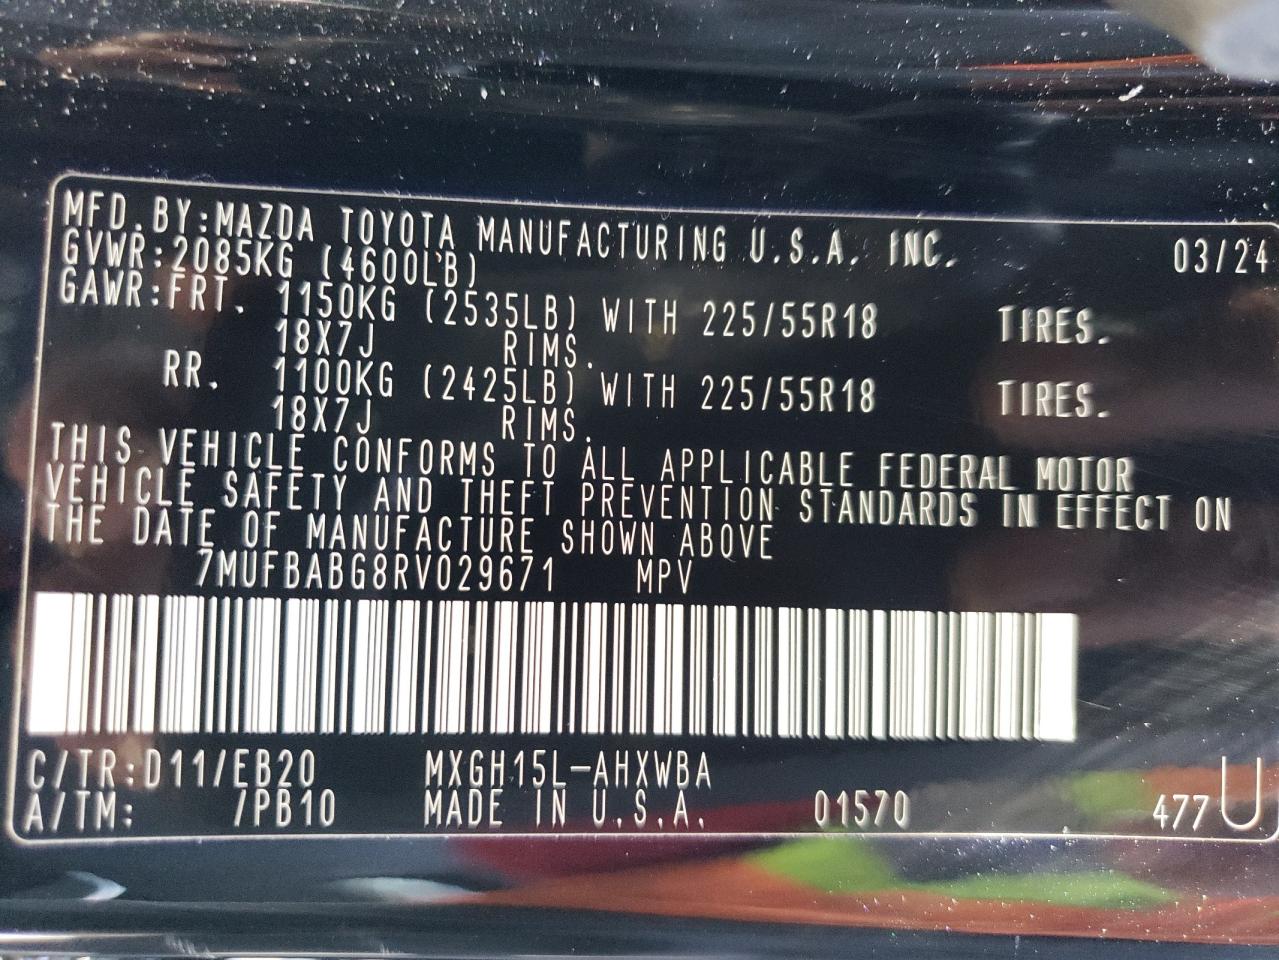 MFD.BY:MAZDA TOYOTA MANUFACTURING U.S.A. INC. 03/24
GVWR:2085KG (4600LB)
GAWR:FRT. 1150KG (2535LB) WITH 225/55R18 TIRES.
18X7J RIMS.
RR. 1100KG (2425LB) WITH 225/55R18 TIRES.
18X7J RIMS.
THIS VEHICLE CONFORMS TO ALL APPLICABLE FEDERAL MOTOR
VEHICLE SAFETY AND THEFT PREVENTION STANDARDS IN EFFECT ON
THE DATE OF MANUFACTURE SHOWN ABOVE
7MUFBABG8RV029671 MPV
C/TR:D11/EB20 MXGH15L-AHXWBA
A/TM: /PB10 MADE IN U.S.A. 01570 477U